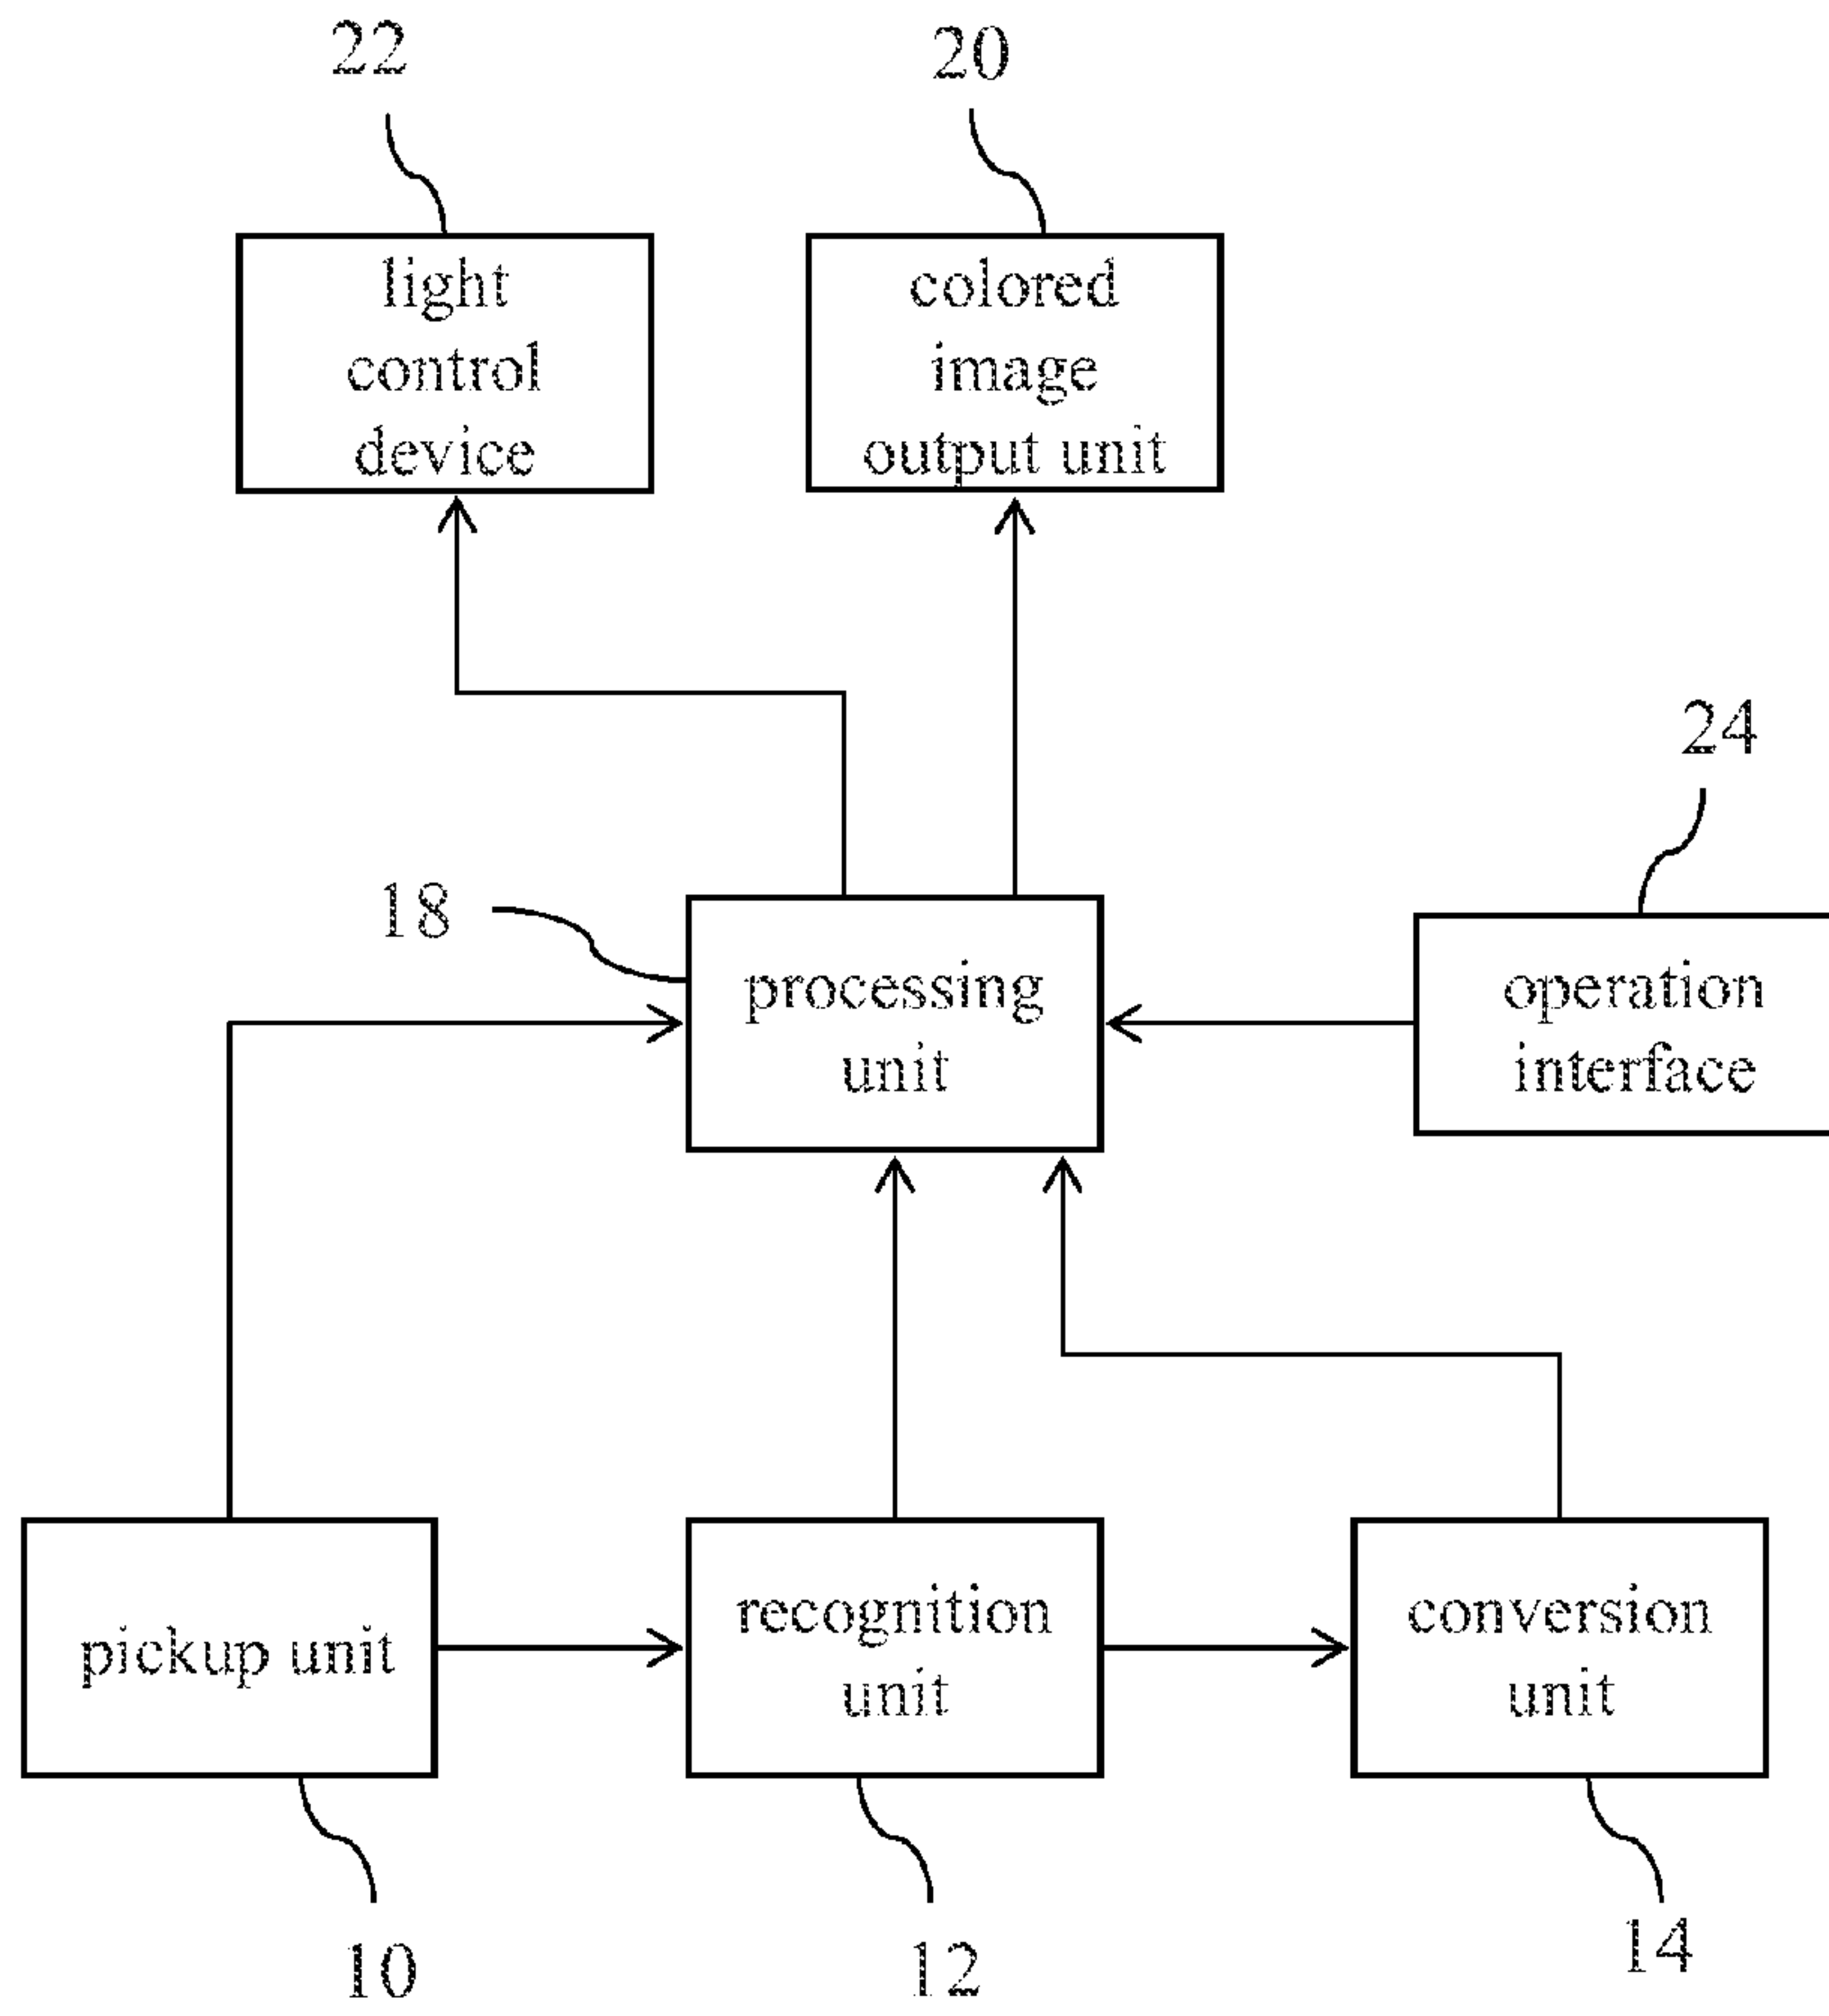 22
20
light
control
device
colored
image
output unit
24
18
processing
unit
operation
interface
pickup unit
recognition
unit
conversion
unit
10
12
14